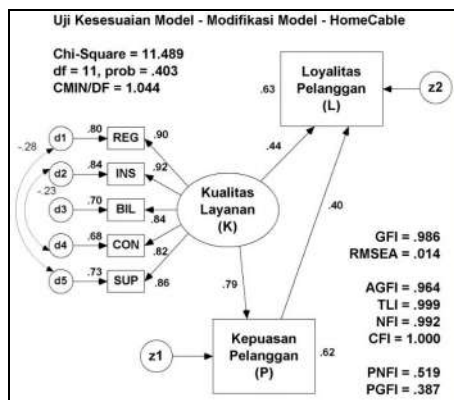 Uji Kesesuaian Model - Modifikasi Model - HomeCable
Chi-Square = 11.489
df = 11, prob = .403
CMIN/DF = 1.044
Loyalitas
Pelanggan
(L)
.63
z2
.44
.40
-.28
-.23
d1
.80
REG
.90
d2
.84
INS
.92
d3
.70
BIL
.84
d4
.68
CON
.82
d5
.73
SUP
.86
Kualitas
Layanan
(K)
.79
z1
Kepuasan
Pelanggan
(P)
.62
GFI = .986
RMSEA = .014
AGFI = .964
TLI = .999
NFI = .992
CFI = 1.000
PNFI = .519
PGFI = .387